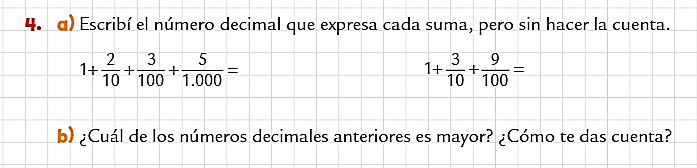 4. a) Escribí el número decimal que expresa cada suma, pero sin hacer la cuenta.
1+2/10+3/100+5/1.000= 1+3/10+9/100=
b) ¿Cuál de los números decimales anteriores es mayor? ¿Cómo te das cuenta?